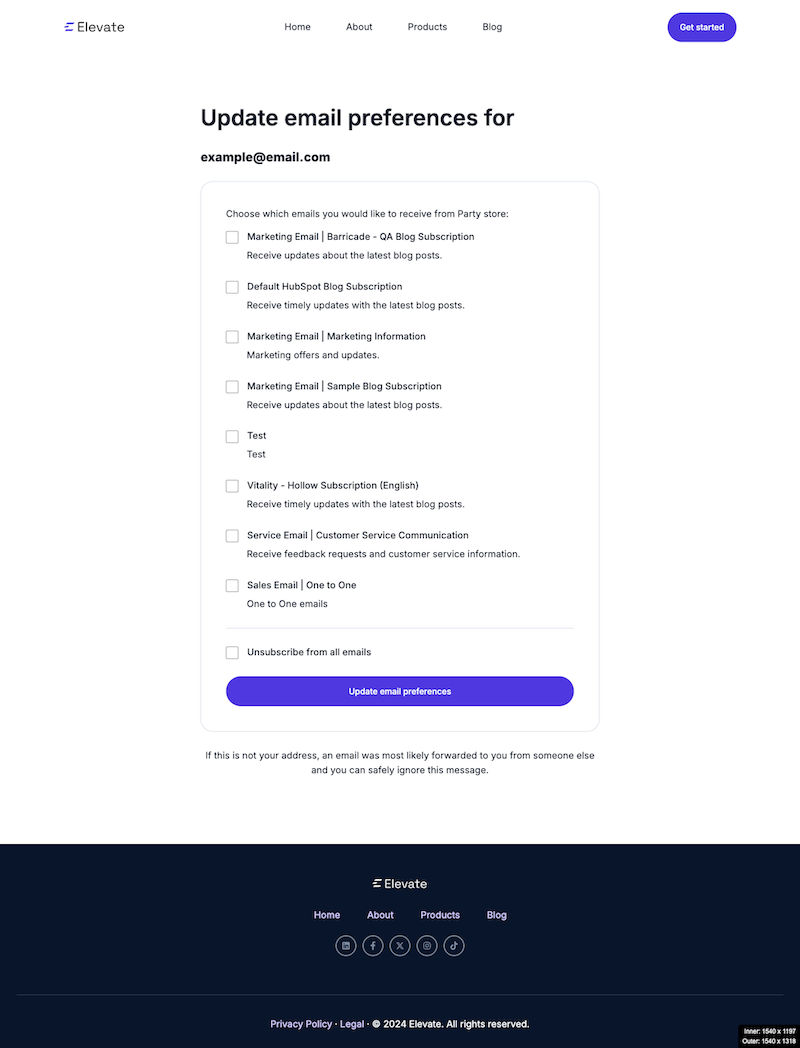 Elevate
Home About Products Blog
Get started
Update email preferences for
example@email.com
Choose which emails you would like to receive from Party store:
Marketing Email | Barricade - QA Blog Subscription
Receive updates about the latest blog posts.
Default HubSpot Blog Subscription
Receive timely updates with the latest blog posts.
Marketing Email | Marketing Information
Marketing offers and updates.
Marketing Email | Sample Blog Subscription
Receive updates about the latest blog posts.
Test
Test
Vitality - Hollow Subscription (English)
Receive timely updates with the latest blog posts.
Service Email | Customer Service Communication
Receive feedback requests and customer service information.
Sales Email | One to One
One to One emails
Unsubscribe from all emails
Update email preferences
If this is not your address, an email was most likely forwarded to you from someone else
and you can safely ignore this message.
Elevate
Home About Products Blog
Privacy Policy · Legal · © 2024 Elevate. All rights reserved.
Inner: 1540 x 1197
Outer: 1540 x 1318